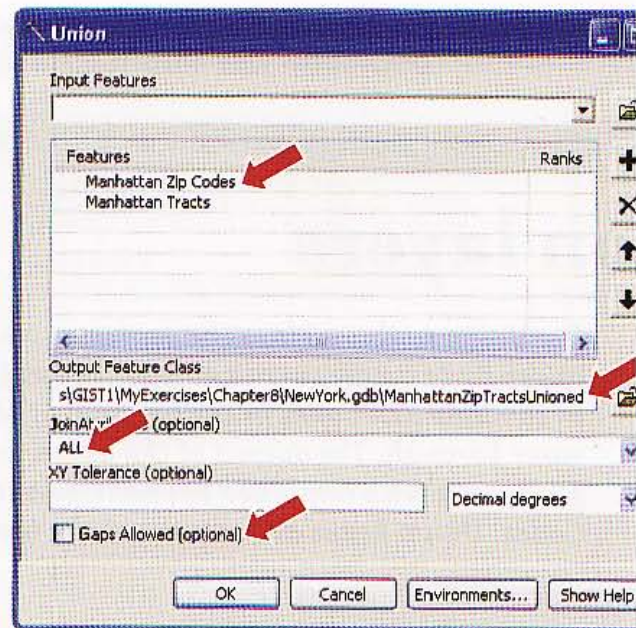 Union
Input Features
Features Ranks
Manhattan Zip Codes
Manhattan Tracts
Output Feature Class
s\GIST1\MyExercises\Chapter8\NewYork.gdb\ManhattanZipTractsUnioned
(optional)
ALL
XY Tolerance (optional)
Decimal degrees
Gaps Allowed (optional)
OK Cancel Environments... Show Help